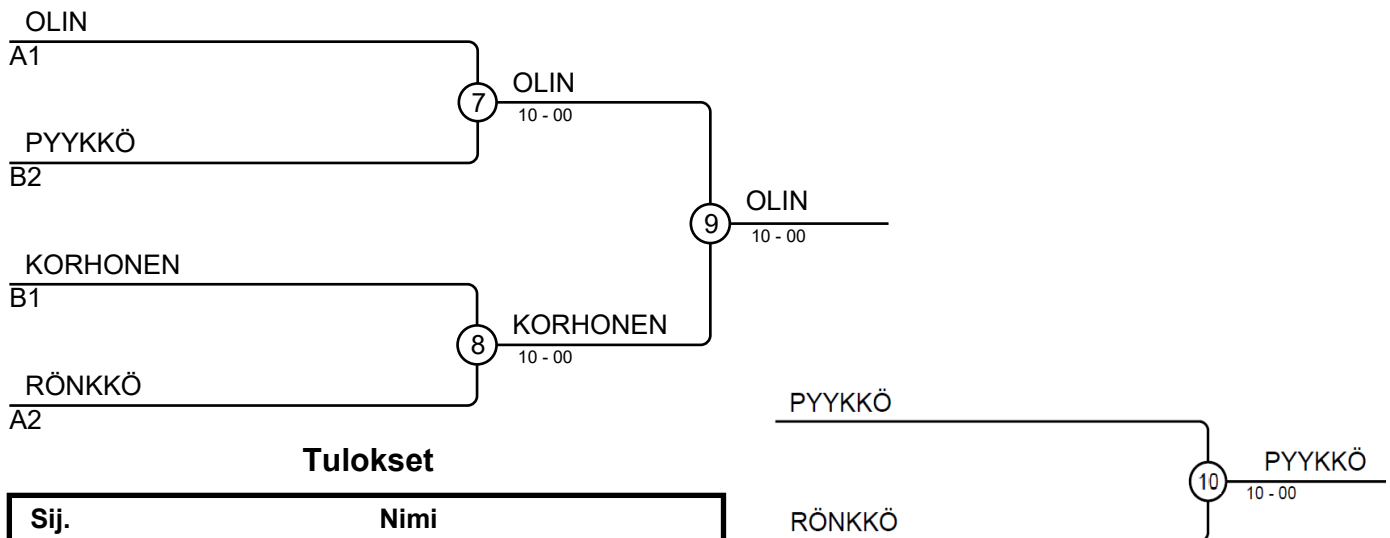 OLIN
A1
7
OLIN
10 - 00
PYYKKÖ
B2
9
OLIN
10 - 00
KORHONEN
B1
8
KORHONEN
10 - 00
RÖNKKÖ
A2
PYYKKÖ
10
PYYKKÖ
10 - 00
RÖNKKÖ
Tulokset
Sij. Nimi